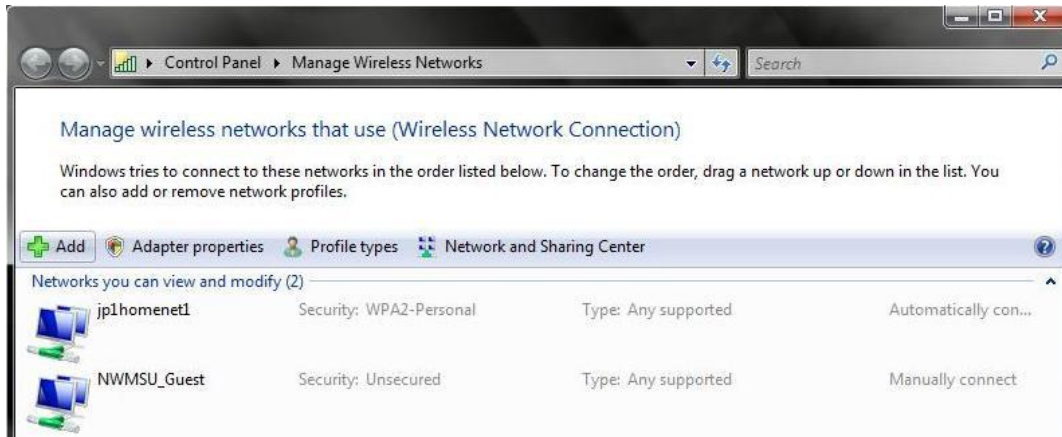 Control Panel ▸ Manage Wireless Networks Search
Manage wireless networks that use (Wireless Network Connection)
Windows tries to connect to these networks in the order listed below. To change the order, drag a network up or down in the list. You
can also add or remove network profiles.
Add Adapter properties Profile types Network and Sharing Center
Networks you can view and modify (2)
jp1homenet1 Security: WPA2-Personal Type: Any supported Automatically con...
NWMSU_Guest Security: Unsecured Type: Any supported Manually connect